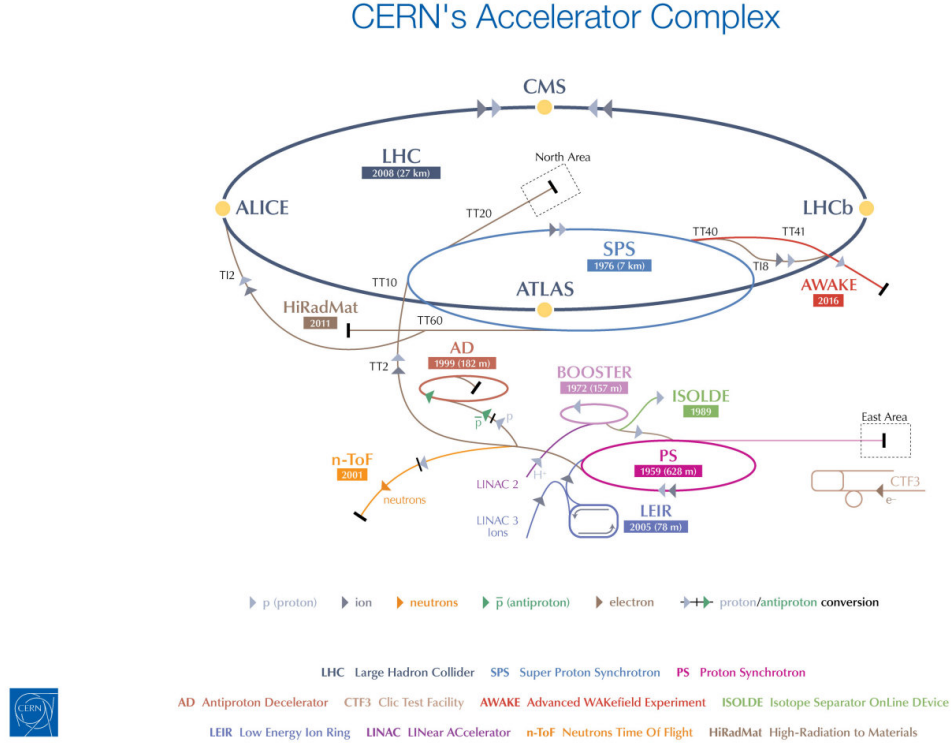 CERN's Accelerator Complex
CMS
LHC
2008 (27 km)
North Area
ALICE
LHCb
TT20
TT40
TT41
SPS
1976 (7 km)
TI2
TT10
TI8
ATLAS
AWAKE
2016
HiRadMat
2011
TT60
AD
1999 (182 m)
TT2
BOOSTER
1972 (157 m)
ISOLDE
1989
p̅
p
East Area
n-ToF
2001
PS
1959 (628 m)
H-
LINAC 2
neutrons
CTF3
e-
LEIR
2005 (78 m)
LINAC 3
Ions
p (proton)
ion
neutrons
p̅ (antiproton)
electron
proton/antiproton conversion
LHC Large Hadron Collider SPS Super Proton Synchrotron PS Proton Synchrotron
AD Antiproton Decelerator CTF3 Clic Test Facility AWAKE Advanced WAKefield Experiment ISOLDE Isotope Separator OnLine DEvice
LEIR Low Energy Ion Ring LINAC LINear ACcelerator n-ToF Neutrons Time Of Flight HiRadMat High-Radiation to Materials
CERN